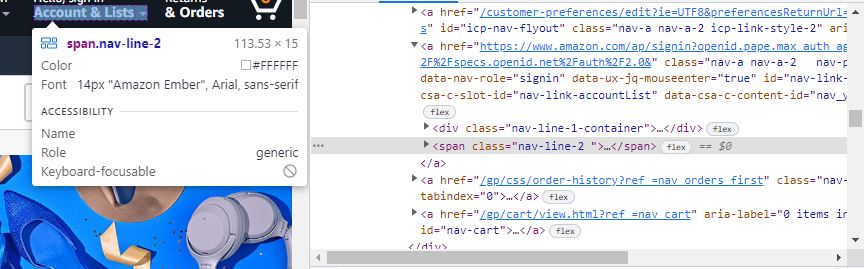 Hello, sign in
Account & Lists
Returns
& Orders
0
span.nav-line-2 113.53 × 15
Color #FFFFFF
Font 14px "Amazon Ember", Arial, sans-serif
ACCESSIBILITY
Name
Role generic
Keyboard-focusable
<a href="/customer-preferences/edit?ie=UTF8&preferencesReturnUrl=
s" id="icp-nav-flyout" class="nav-a nav-a-2 icp-link-style-2" ari
<a href="https://www.amazon.com/ap/signin?openid.pape.max_auth_ag
2F%2Fspecs.openid.net%2Fauth%2F2.0&" class="nav-a nav-a-2 nav-p
data-nav-role="signin" data-ux-jq-mouseenter="true" id="nav-link-
csa-c-slot-id="nav-link-accountList" data-csa-c-content-id="nav_y
flex
<div class="nav-line-1-container">…</div> flex
… <span class="nav-line-2 ">…</span> flex == $0
</a>
<a href="/gp/css/order-history?ref_=nav_orders_first" class="nav-
tabindex="0">…</a> flex
<a href="/gp/cart/view.html?ref_=nav_cart" aria-label="0 items in
id="nav-cart">…</a> flex
</div>